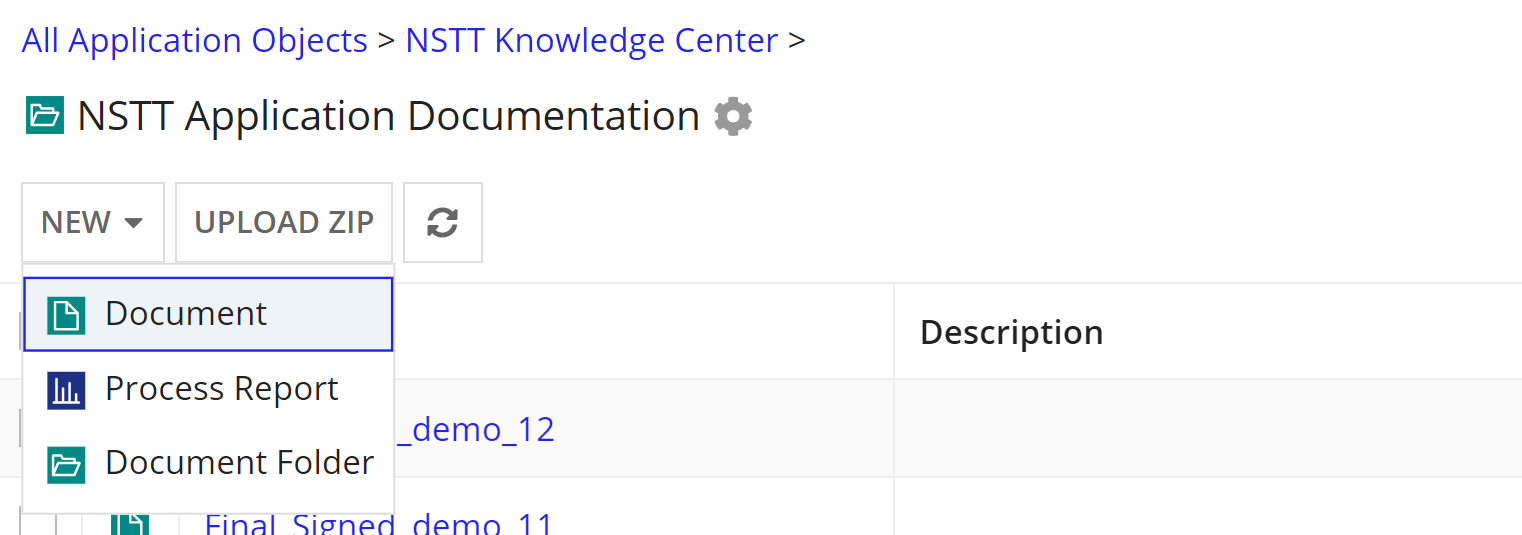 All Application Objects > NSTT Knowledge Center >
NSTT Application Documentation
NEW UPLOAD ZIP
Document
Description
Process Report
_demo_12
Document Folder
Final_Signed_demo_11